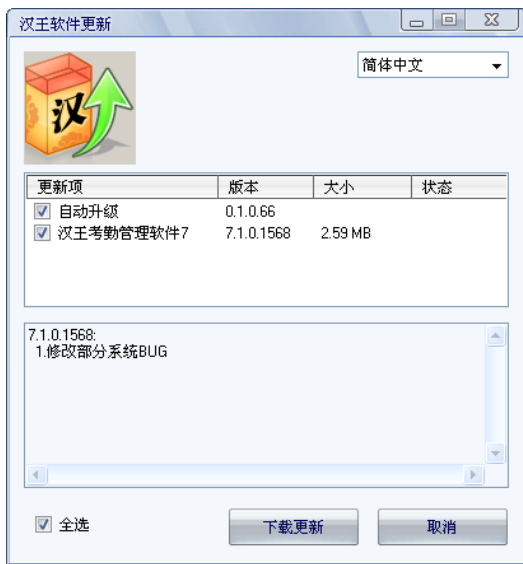 汉王软件更新
汉
简体中文
更新项 版本 大小 状态
自动升级 0.1.0.66
汉王考勤管理软件7 7.1.0.1568 2.59 MB
7.1.0.1568:
1.修改部分系统BUG
全选 下载更新 取消